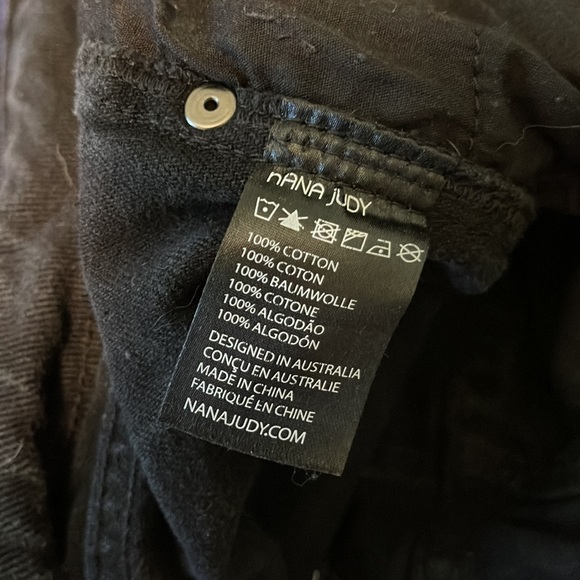 NANA JUDY
100% COTTON
100% COTON
100% BAUMWOLLE
100% COTONE
100% ALGODÃO
100% ALGODÓN
DESIGNED IN AUSTRALIA
CONÇU EN AUSTRALIE
MADE IN CHINA
FABRIQUÉ EN CHINE
NANAJUDY.COM